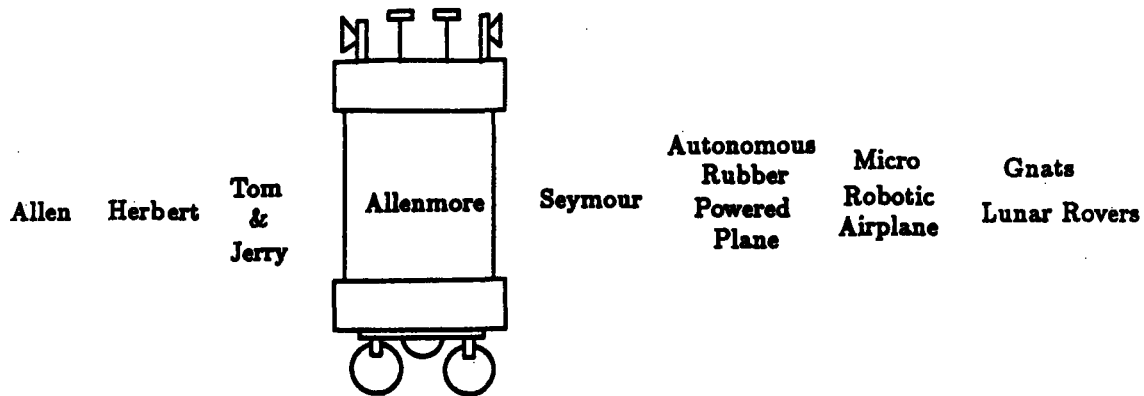 Allen
Herbert
Tom
&
Jerry
Allenmore
Seymour
Autonomous
Rubber
Powered
Plane
Micro
Robotic
Airplane
Gnats
Lunar Rovers